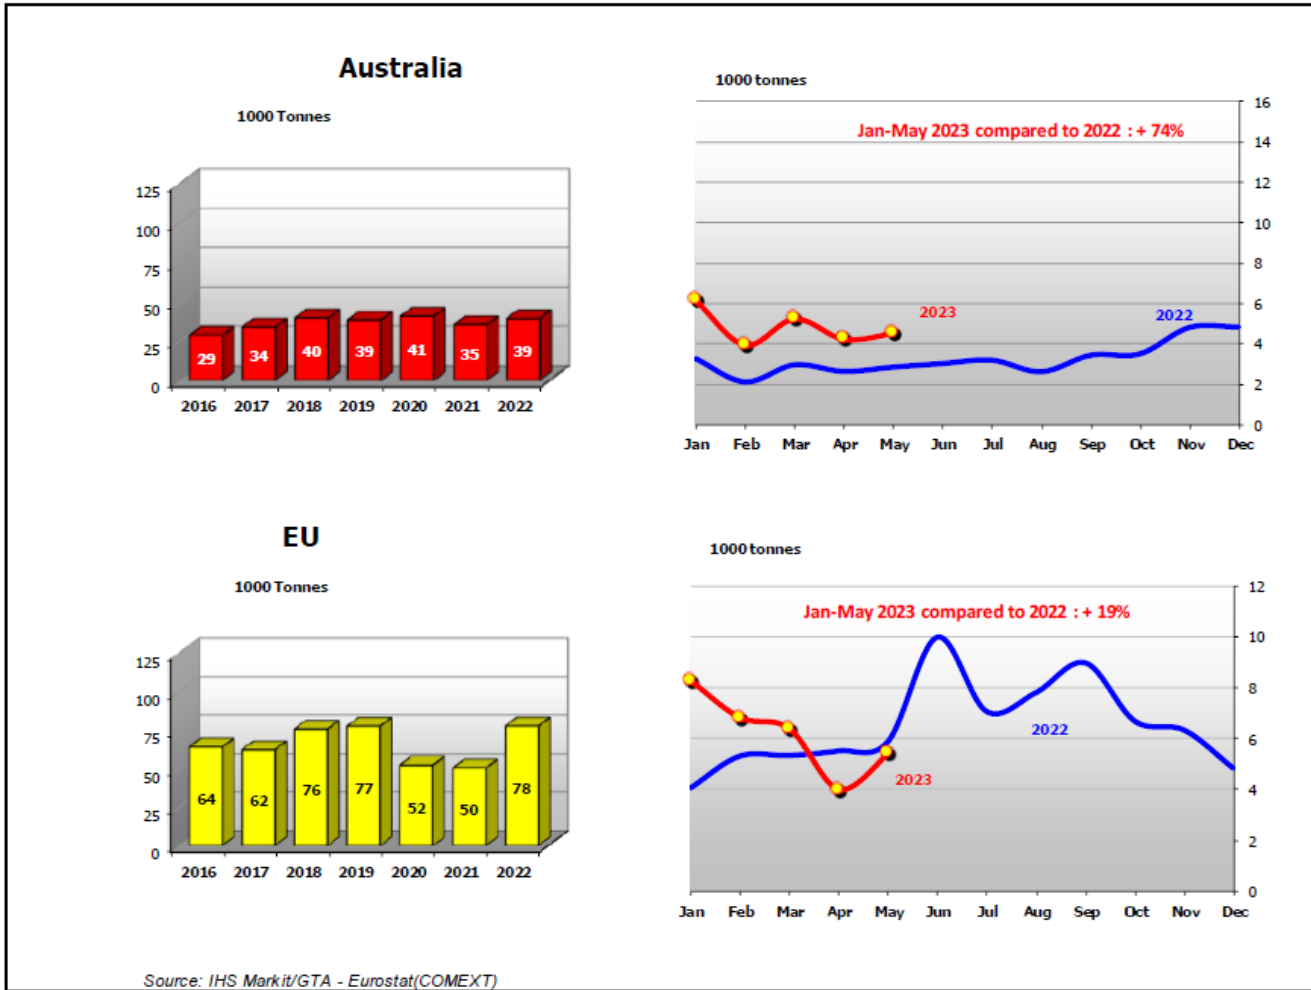 Australia
1000 Tonnes
125
100
75
50
25
0
29 34 40 39 41 35 39
2016 2017 2018 2019 2020 2021 2022
1000 tonnes
Jan-May 2023 compared to 2022 : + 74%
16
14
12
10
8
6
4
2
0
2023
2022
Jan Feb Mar Apr May Jun Jul Aug Sep Oct Nov Dec
EU
1000 Tonnes
125
100
75
50
25
0
64 62 76 77 52 50 78
2016 2017 2018 2019 2020 2021 2022
1000 tonnes
Jan-May 2023 compared to 2022 : + 19%
12
10
8
6
4
2
0
2022
2023
Jan Feb Mar Apr May Jun Jul Aug Sep Oct Nov Dec
Source: IHS Markit/GTA - Eurostat(COMEXT)